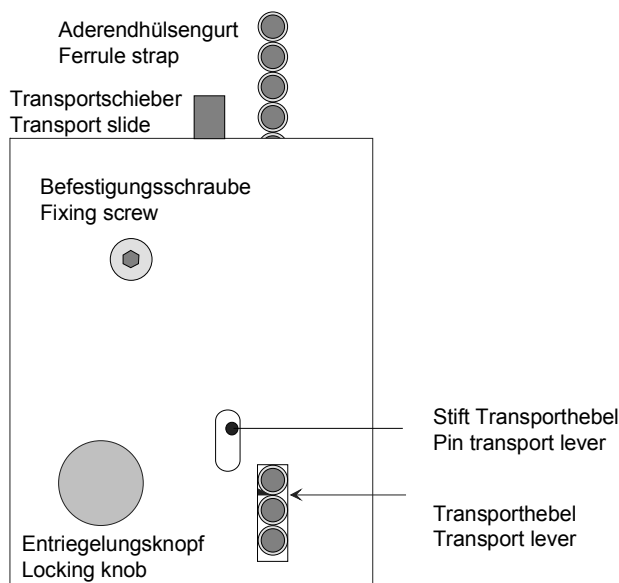 Aderendhülsengurt
Ferrule strap
Transportschieber
Transport slide
Befestigungsschraube
Fixing screw
Stift Transporthebel
Pin transport lever
Transporthebel
Transport lever
Entriegelungsknopf
Locking knob